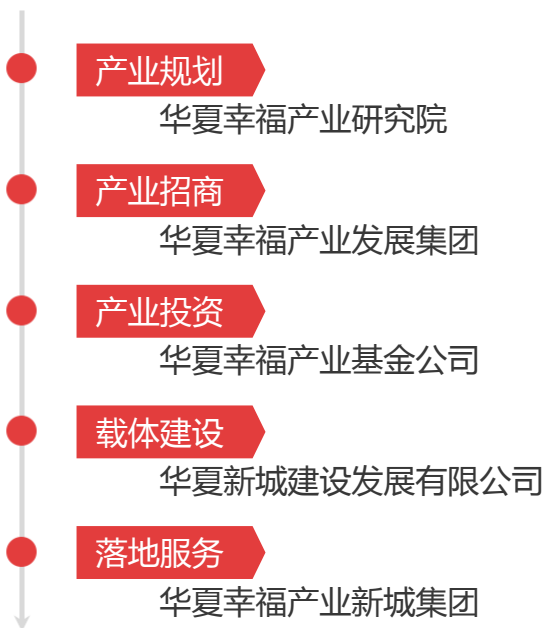 产业规划
华夏幸福产业研究院
产业招商
华夏幸福产业发展集团
产业投资
华夏幸福产业基金公司
载体建设
华夏新城建设发展有限公司
落地服务
华夏幸福产业新城集团